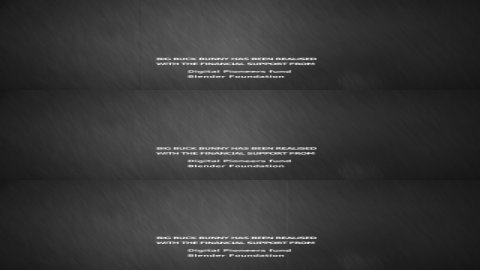 BIG BUCK BUNNY HAS BEEN REALISED
WITH THE FINANCIAL SUPPORT FROM
Digital Pioneers fund
Blender Foundation
BIG BUCK BUNNY HAS BEEN REALISED
WITH THE FINANCIAL SUPPORT FROM
Digital Pioneers fund
Blender Foundation
BIG BUCK BUNNY HAS BEEN REALISED
WITH THE FINANCIAL SUPPORT FROM
Digital Pioneers fund
Blender Foundation